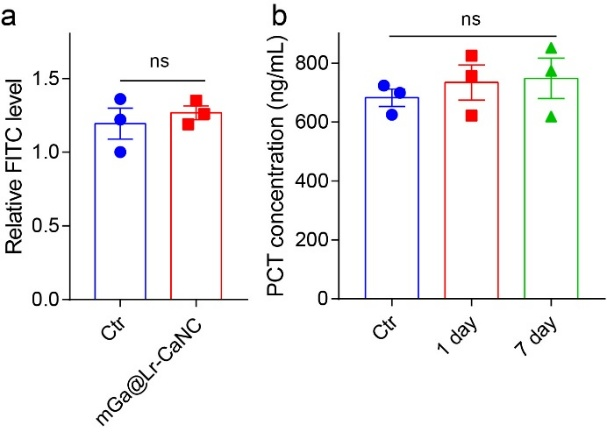 a
ns
Relative FITC level
1.5
1.0
0.5
0.0
Ctr
mGa@Lr-CaNC
b
ns
PCT concentration (ng/mL)
800
600
400
200
0
Ctr
1 day
7 day